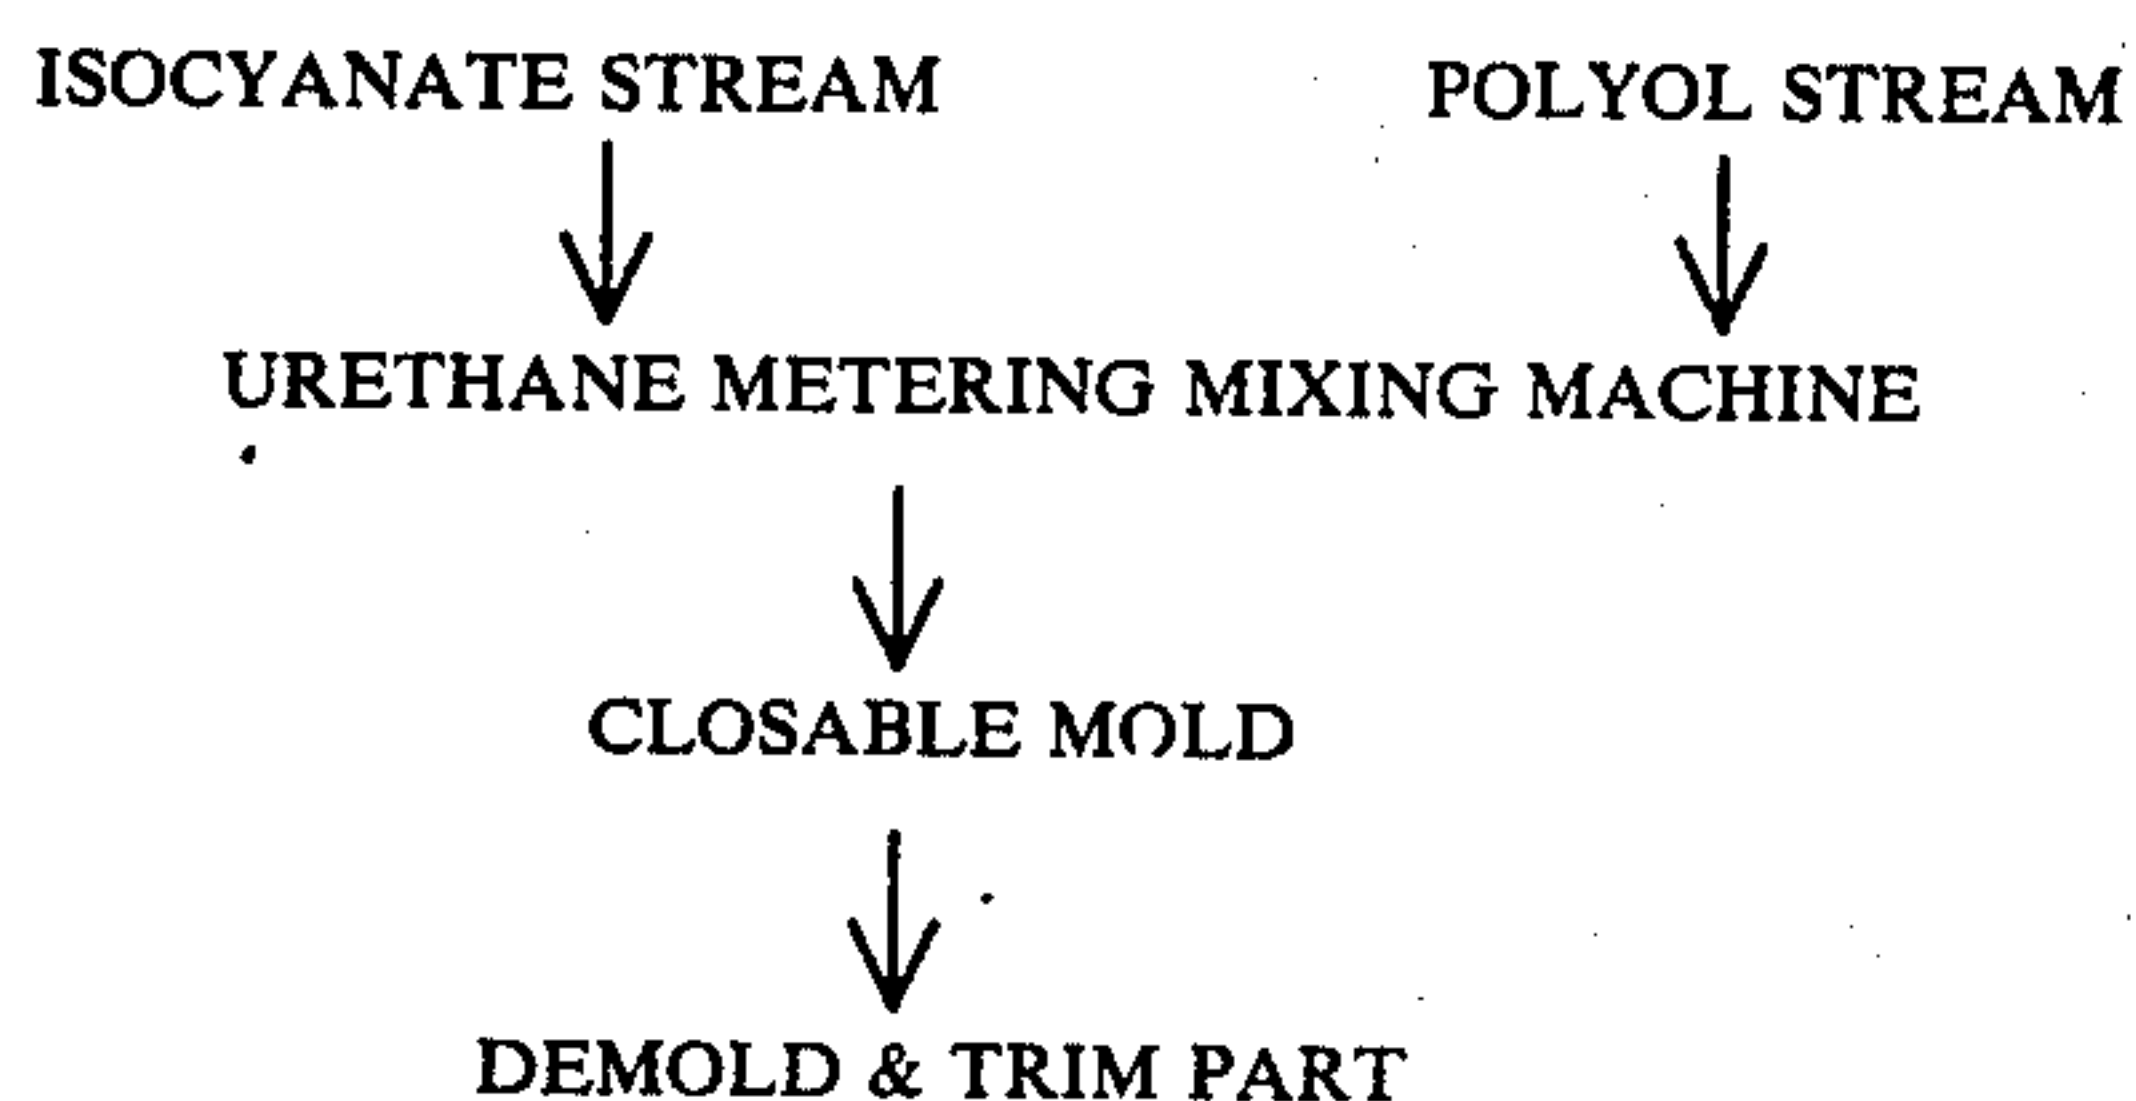 ISOCYANATE STREAM POLYOL STREAM
URETHANE METERING MIXING MACHINE
CLOSABLE MOLD
DEMOLD & TRIM PART